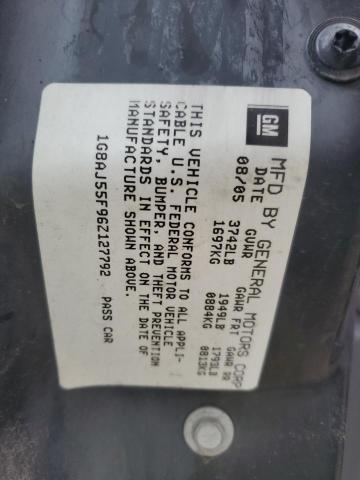 GM
MFD BY GENERAL MOTORS CORP
DATE GVWR GAWR FRT GAWR RR
08/05 3742LB 1949LB 1793LB
1697KG 0884KG 0813KG
THIS VEHICLE CONFORMS TO ALL APPLI-
CABLE U.S. FEDERAL MOTOR VEHICLE
SAFETY, BUMPER, AND THEFT PREVENTION
STANDARDS IN EFFECT ON THE DATE OF
MANUFACTURE SHOWN ABOVE.
1G8AJ55F96Z127792 PASS CAR